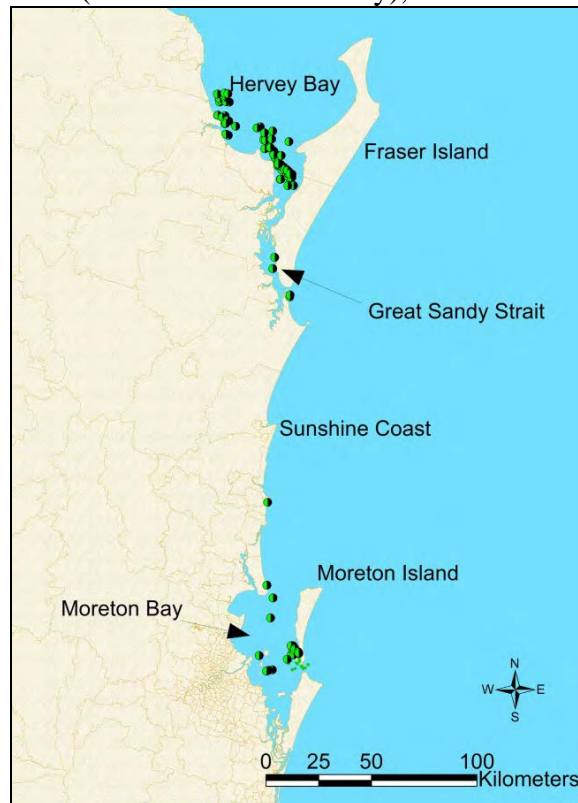 Hervey Bay
Fraser Island
Great Sandy Strait
Sunshine Coast
Moreton Island
Moreton Bay
N
W E
S
0 25 50 100
Kilometers